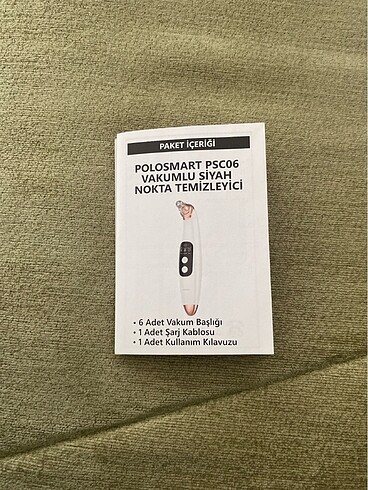 PAKET İÇERİĞİ
POLOSMART PSC06
VAKUMLU SİYAH
NOKTA TEMİZLEYİCİ
• 6 Adet Vakum Başlığı
• 1 Adet Şarj Kablosu
• 1 Adet Kullanım Kılavuzu